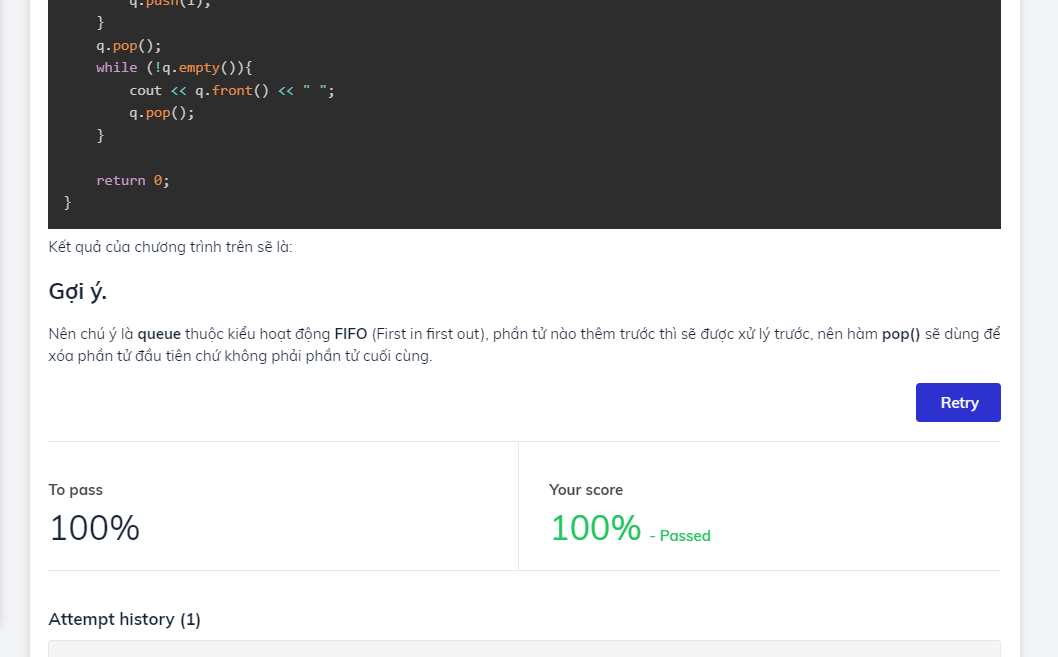 q.push(i);
}
q.pop();
while (!q.empty()){
cout << q.front() << " ";
q.pop();
}
return 0;
}
Kết quả của chương trình trên sẽ là:
Gợi ý.
Nên chú ý là queue thuộc kiểu hoạt động FIFO (First in first out), phần tử nào thêm trước thì sẽ được xử lý trước, nên hàm pop() sẽ dùng để
xóa phần tử đầu tiên chứ không phải phần tử cuối cùng.
Retry
To pass
Your score
100%
100% - Passed
Attempt history (1)